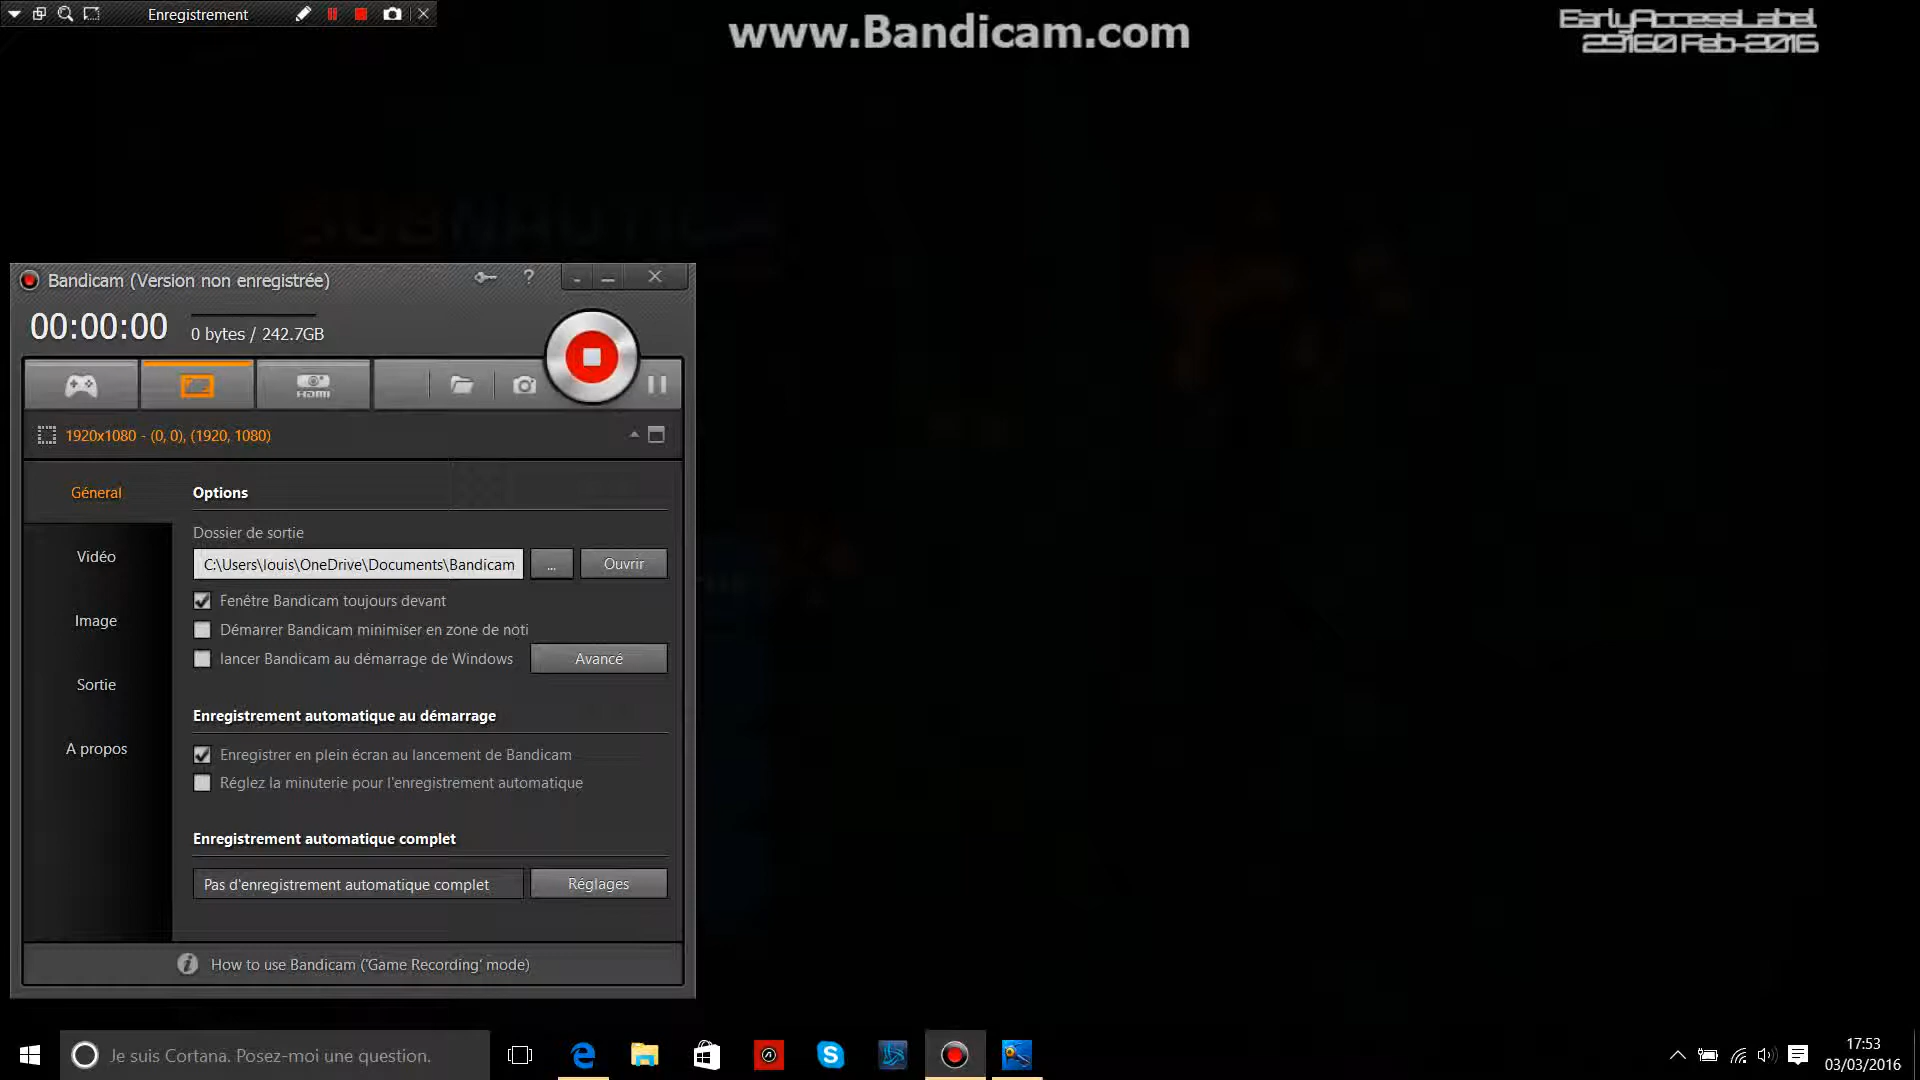 Enregistrement
www.Bandicam.com
EarlyAccessLabel
29160 Feb-2016
SUBNAUTICA
Bandicam (Version non enregistrée)
?
00:00:00
0 bytes / 242.7GB
HDMI
1920x1080 - (0, 0), (1920, 1080)
Géneral
Options
Dossier de sortie
C:\Users\louis\OneDrive\Documents\Bandicam
...
Ouvrir
Vidéo
Fenêtre Bandicam toujours devant
Image
Démarrer Bandicam minimiser en zone de noti
lancer Bandicam au démarrage de Windows
Avancé
Sortie
Enregistrement automatique au démarrage
A propos
Enregistrer en plein écran au lancement de Bandicam
Réglez la minuterie pour l'enregistrement automatique
Enregistrement automatique complet
Pas d'enregistrement automatique complet
Réglages
How to use Bandicam ('Game Recording' mode)
Je suis Cortana. Posez-moi une question.
17:53
03/03/2016